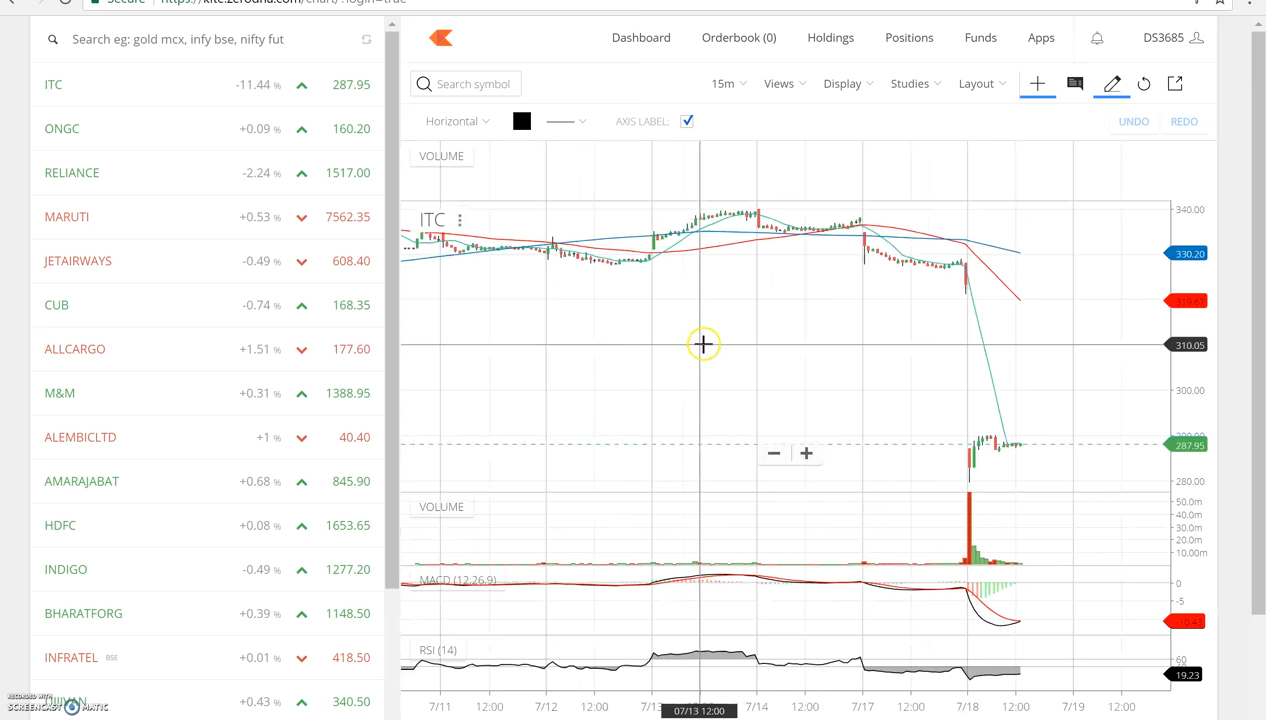 Secure https://kite.zerodha.com/chart/?login=true
Search eg: gold mcx, infy bse, nifty fut
Dashboard Orderbook (0) Holdings Positions Funds Apps DS3685
ITC -11.44 % 287.95
ONGC +0.09 % 160.20
RELIANCE -2.24 % 1517.00
MARUTI +0.53 % 7562.35
JETAIRWAYS -0.49 % 608.40
CUB -0.74 % 168.35
ALLCARGO +1.51 % 177.60
M&M +0.31 % 1388.95
ALEMBICLTD +1 % 40.40
AMARAJABAT +0.68 % 845.90
HDFC +0.08 % 1653.65
INDIGO -0.49 % 1277.20
BHARATFORG +0.39 % 1148.50
INFRATEL BSE +0.01 % 418.50
+0.43 % 340.50
RECORDED WITH
SCREENCAST MATIC
Search symbol 15m Views Display Studies Layout
Horizontal AXIS LABEL: UNDO REDO
VOLUME
ITC
340.00
330.20
319.67
310.05
300.00
287.95
280.00
VOLUME
50.0m
40.0m
30.0m
20.0m
10.00m
MACD (12,26,9)
0
-5
-10.43
RSI (14)
60
19.23
7/11 12:00 7/12 12:00 07/13 12:00 7/14 12:00 7/17 12:00 7/18 12:00 7/19 12:00